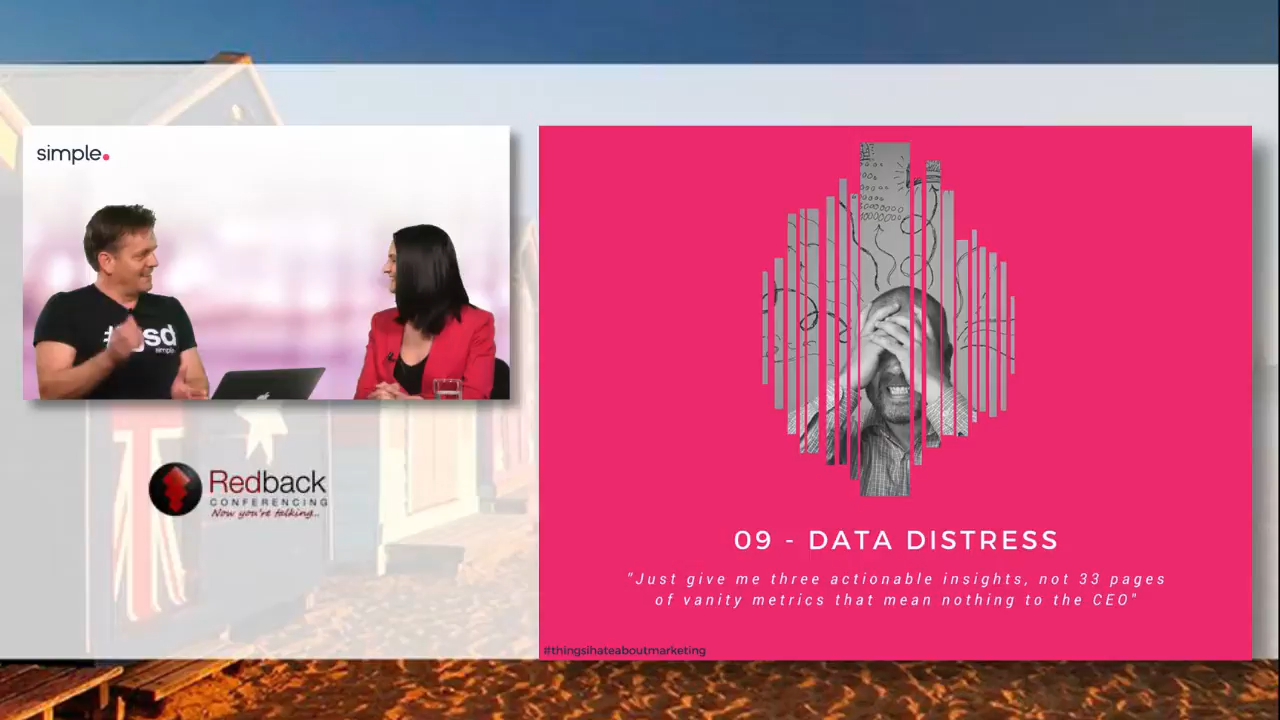 simple.
simple
Redback
CONFERENCING
Now you're talking...
09 - DATA DISTRESS
"Just give me three actionable insights, not 33 pages
of vanity metrics that mean nothing to the CEO"
#thingsihateaboutmarketing